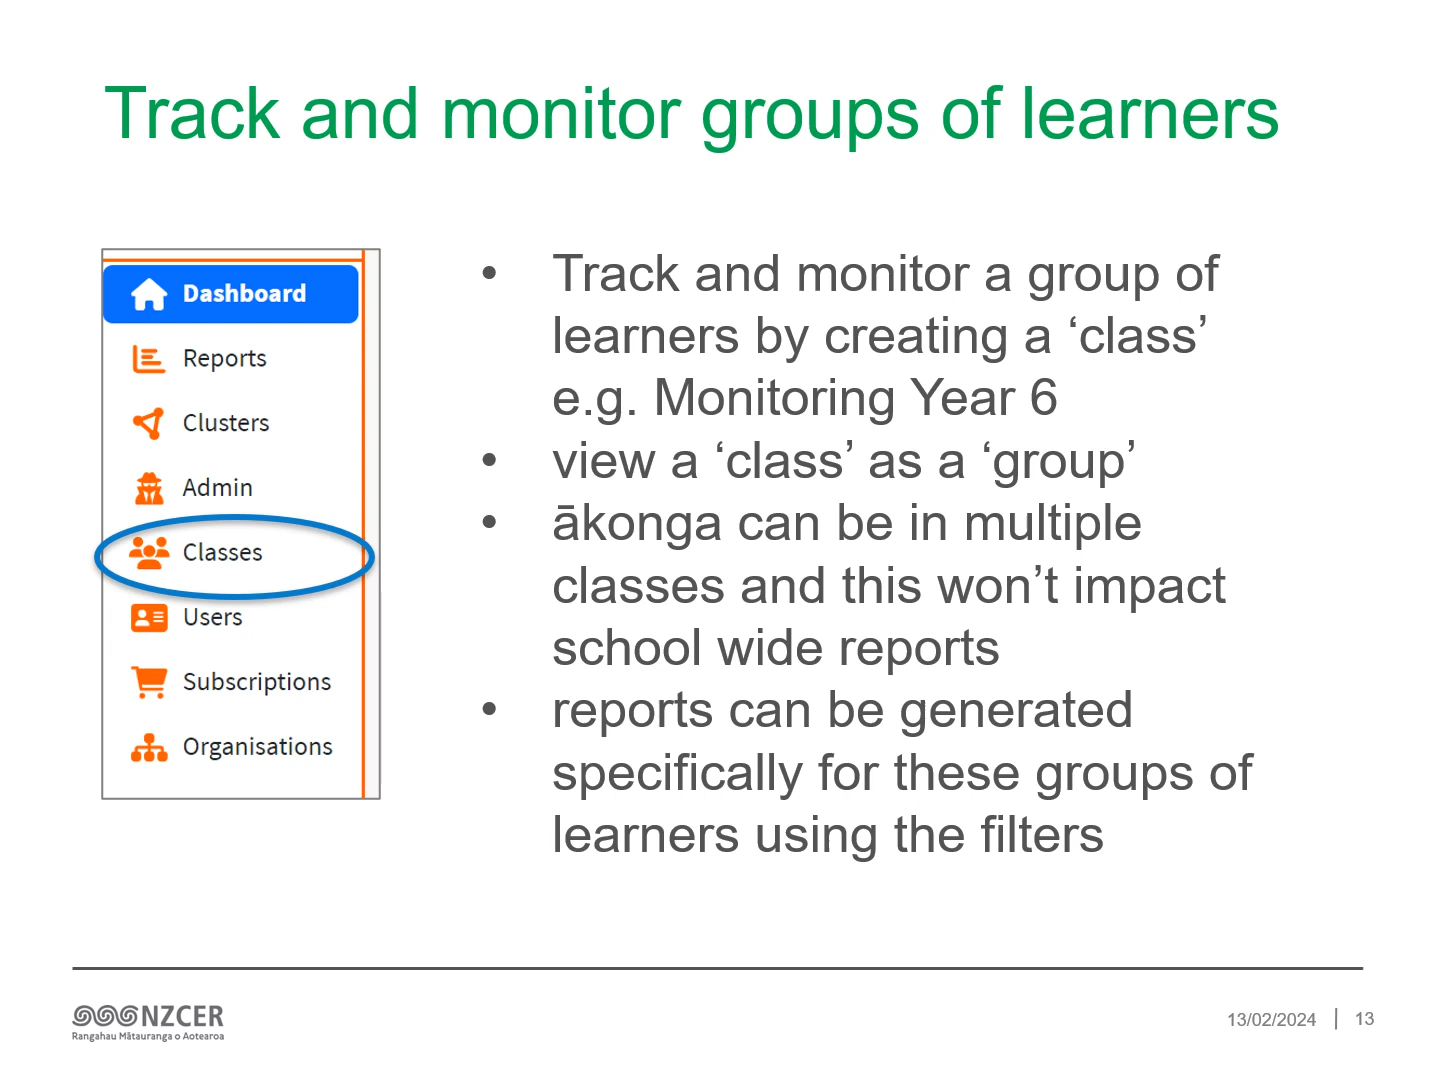 Track and monitor groups of learners
Dashboard
Reports
Clusters
Admin
Classes
Users
Subscriptions
Organisations
• Track and monitor a group of
learners by creating a ‘class’
e.g. Monitoring Year 6
• view a ‘class’ as a ‘group’
• ākonga can be in multiple
classes and this won’t impact
school wide reports
• reports can be generated
specifically for these groups of
learners using the filters
NZCER
Rangahau Mātauranga o Aotearoa
13/02/2024 | 13